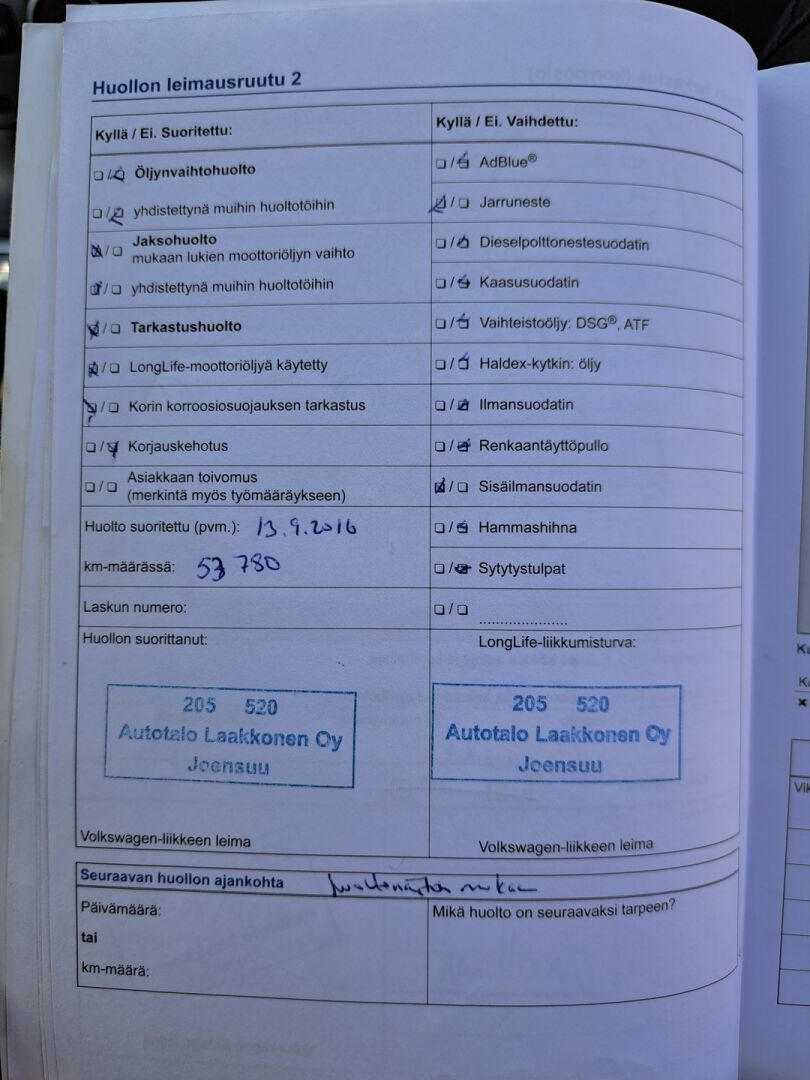 Huollon leimausruutu 2
Kyllä / Ei. Suoritettu:
☐/☑ Öljynvaihtohuolto
☐/☑ yhdistettynä muihin huoltotöihin
☑/☐ Jaksohuolto
mukaan lukien moottoriöljyn vaihto
☑/☐ yhdistettynä muihin huoltotöihin
☑/☐ Tarkastushuolto
☑/☐ LongLife-moottoriöljyä käytetty
☑/☐ Korin korroosiosuojauksen tarkastus
☐/☑ Korjauskehotus
☐/☐ Asiakkaan toivomus
(merkintä myös työmääräykseen)
Huolto suoritettu (pvm.): 13.9.2016
km-määrässä: 53 780
Laskun numero:
Huollon suorittanut:
205 520
Autotalo Laakkonen Oy
Joensuu
Volkswagen-liikkeen leima
Kyllä / Ei. Vaihdettu:
☐/☑ AdBlue®
☑/☐ Jarruneste
☐/☑ Dieselpolttonestesuodatin
☐/☑ Kaasusuodatin
☐/☑ Vaihteistoöljy: DSG®, ATF
☐/☑ Haldex-kytkin: öljy
☐/☑ Ilmansuodatin
☐/☑ Renkaantäyttöpullo
☑/☐ Sisäilmansuodatin
☐/☑ Hammashihna
☐/☑ Sytytystulpat
☐/☐ .....................
LongLife-liikkumisturva:
205 520
Autotalo Laakkonen Oy
Joensuu
Volkswagen-liikkeen leima
Seuraavan huollon ajankohta
Päivämäärä:
tai
km-määrä:
Mikä huolto on seuraavaksi tarpeen?